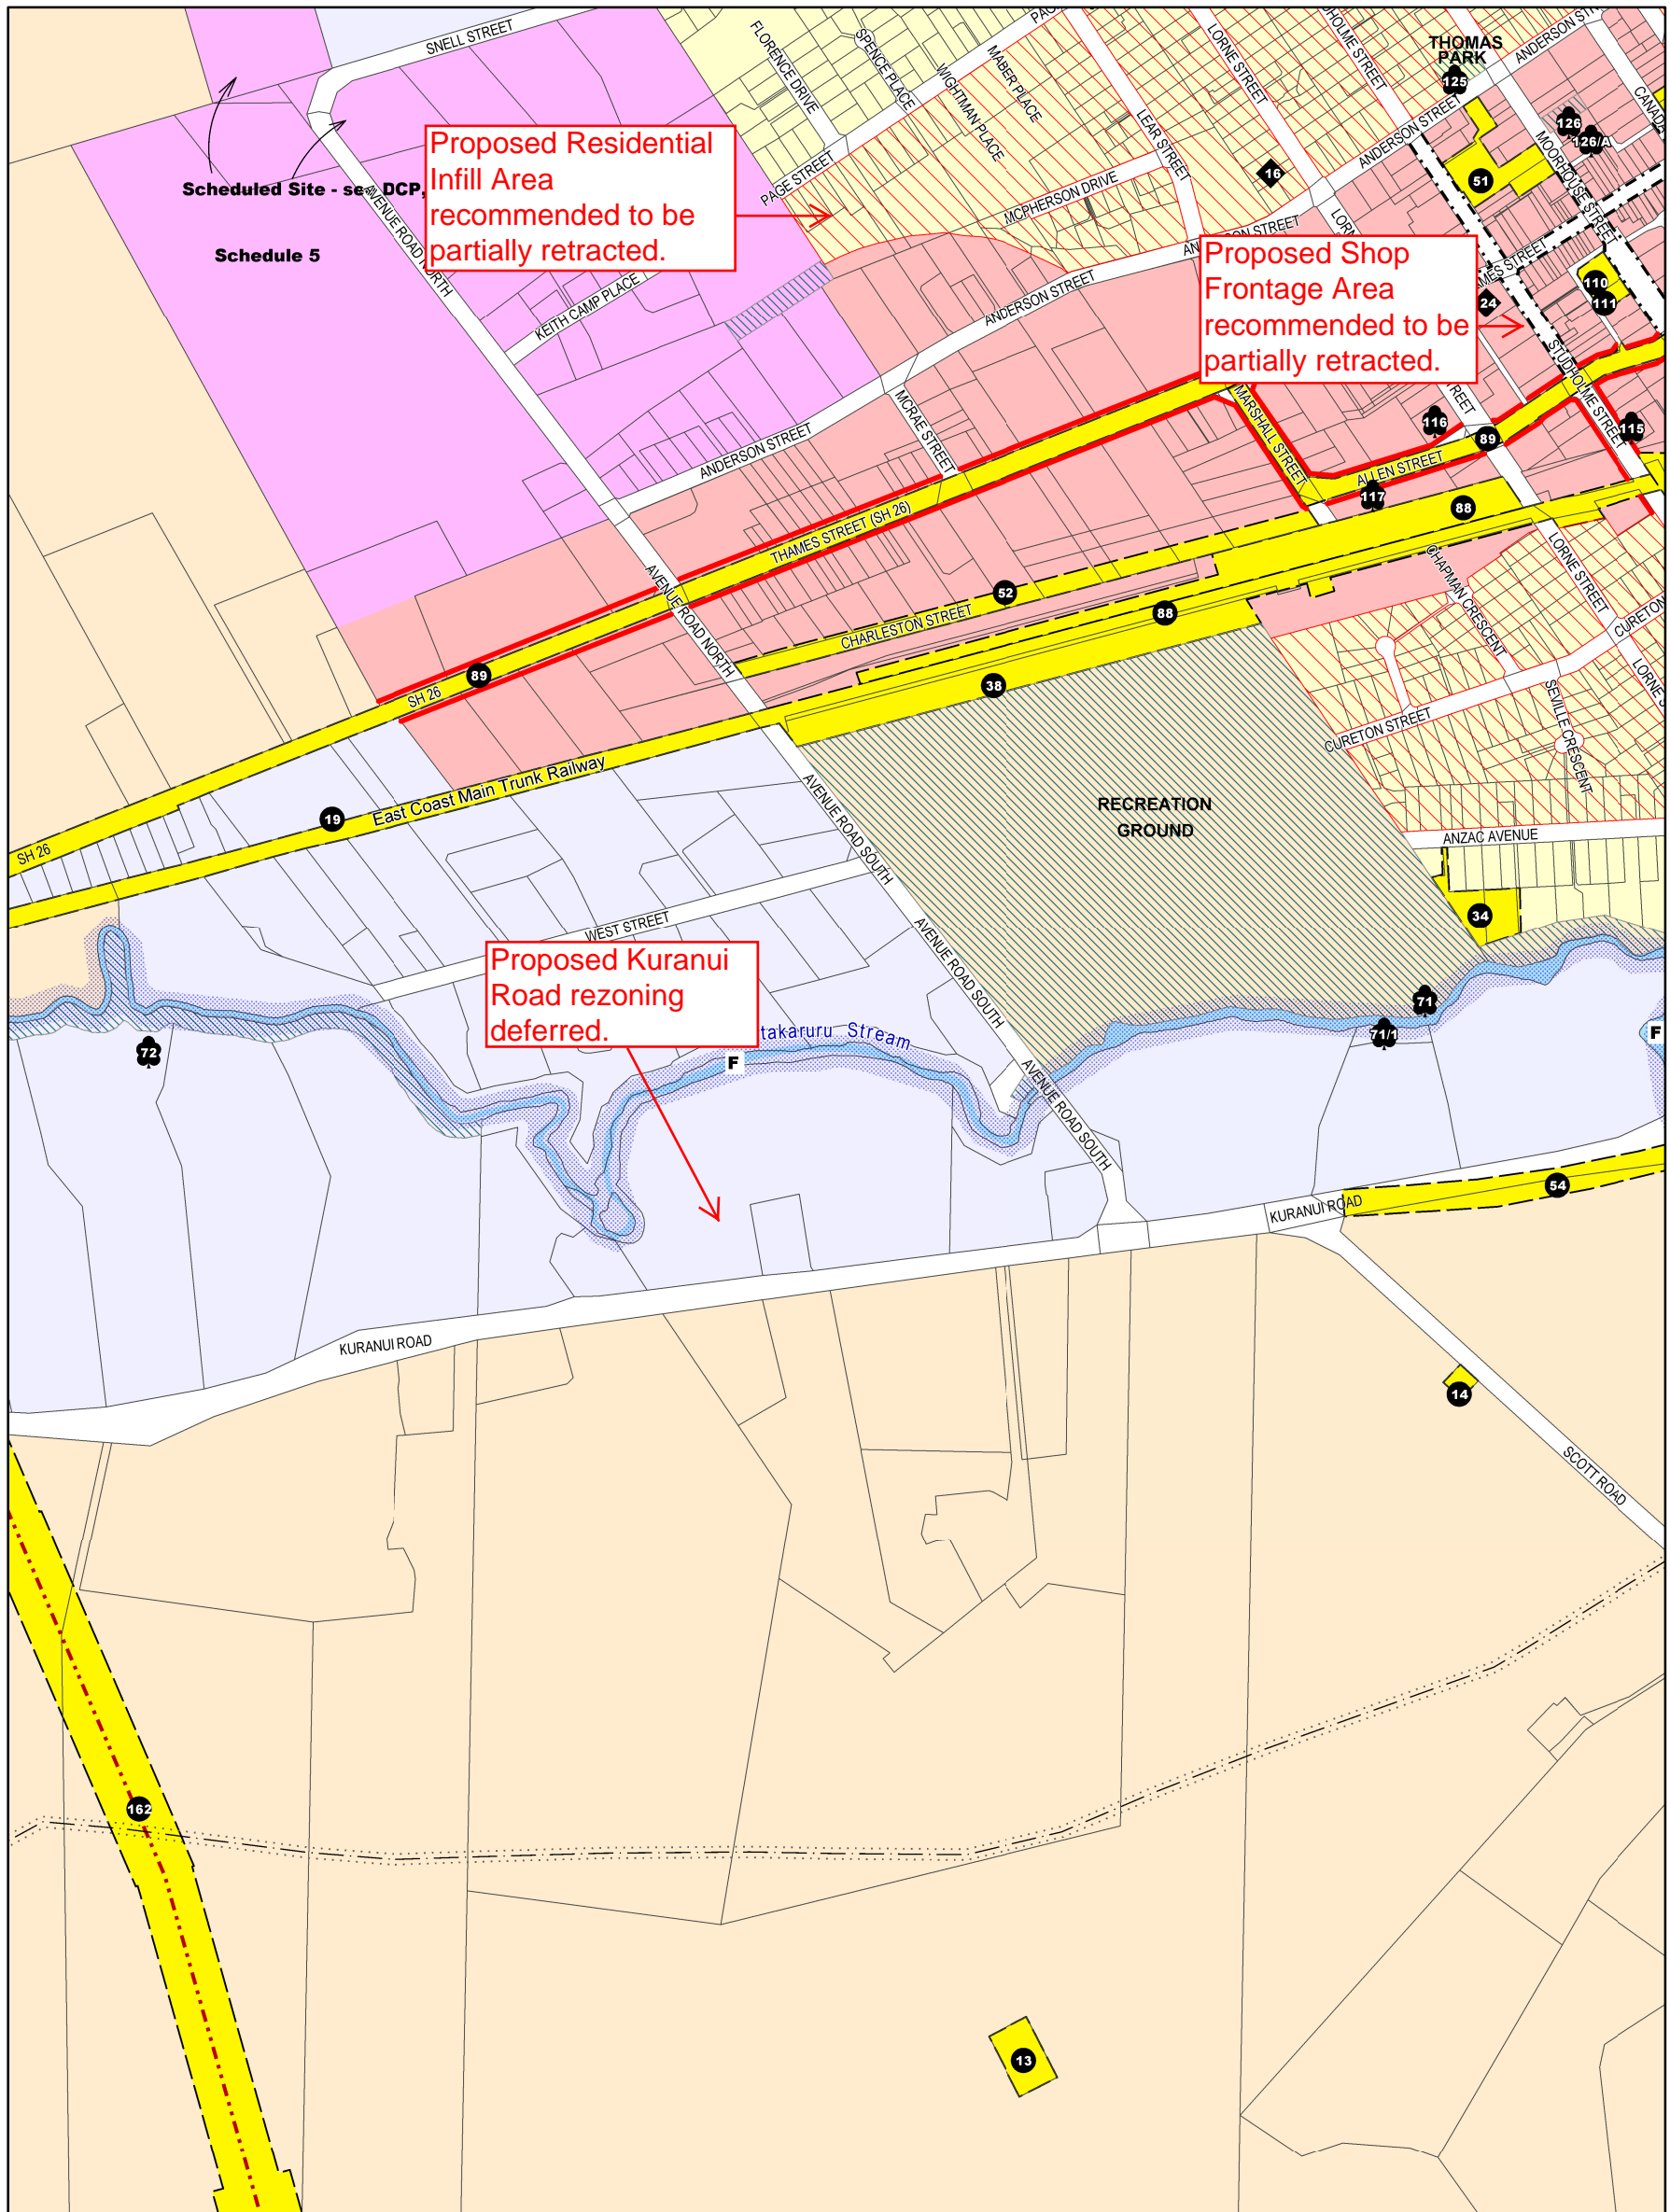 SNELL STREET
FLORENCE DRIVE
SPENCE PLACE
WIGHTMAN PLACE
MABER PLACE
LORNE STREET
THOMAS
PARK
125
ANDERSON STREET
126
126/A
MOORHOUSE STREET
51
16
LEAR STREET
PAGE STREET
MCPHERSON DRIVE
Proposed Residential
Infill Area
recommended to be
partially retracted.
Scheduled Site - see DCP,
Schedule 5
AVENUE ROAD NORTH
KEITH CAMP PLACE
ANDERSON STREET
Proposed Shop
Frontage Area
recommended to be
partially retracted.
24
110
111
STUDHOLME STREET
MCRAE STREET
MARSHALL STREET
116
115
89
ALLEN STREET
117
88
ANDERSON STREET
THAMES STREET (SH 26)
52
CHARLESTON STREET
88
CHAPMAN CRESCENT
LORNE STREET
AVENUE ROAD NORTH
89
SH 26
38
CURETON STREET
SEVILLE CRESCENT
RECREATION
GROUND
ANZAC AVENUE
34
19
East Coast Main Trunk Railway
SH 26
AVENUE ROAD SOUTH
WEST STREET
AVENUE ROAD SOUTH
Proposed Kuranui
Road rezoning
deferred.
takaruru Stream
F
71
71/1
F
72
AVENUE ROAD SOUTH
54
KURANUI ROAD
KURANUI ROAD
14
SCOTT ROAD
162
13